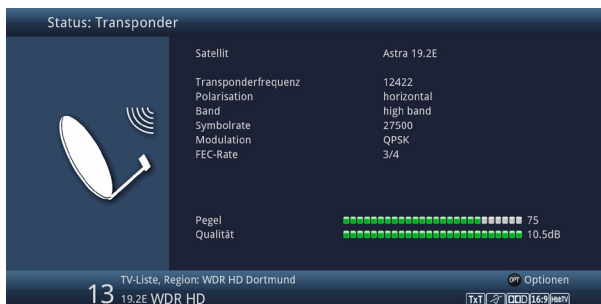 Status: Transponder
Satellit Astra 19.2E
Transponderfrequenz 12422
Polarisation horizontal
Band high band
Symbolrate 27500
Modulation QPSK
FEC-Rate 3/4
Pegel 75
Qualität 10.5dB
TV-Liste, Region: WDR HD Dortmund OPT Optionen
13 19.2E WDR HD TxT 16:9 HbbTV